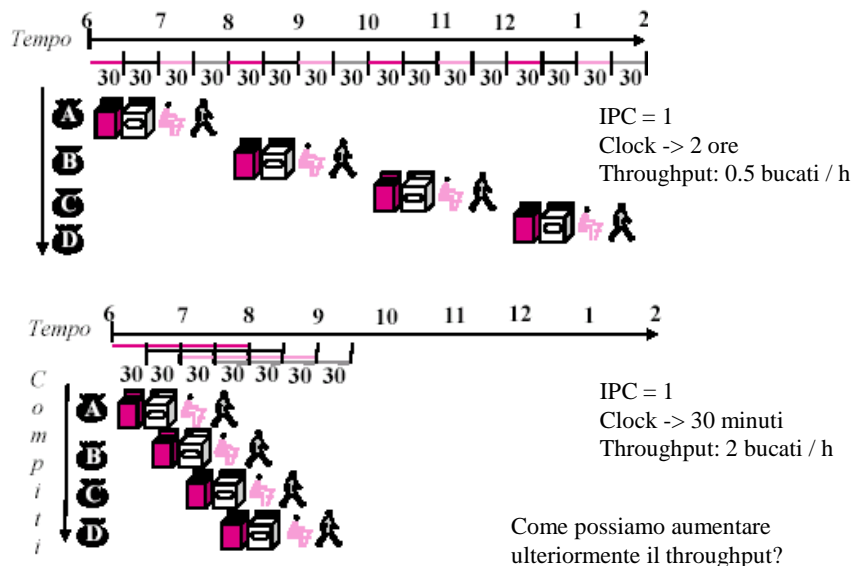 6 7 8 9 10 11 12 1 2
Tempo
30 30 30 30 30 30 30 30 30 30 30 30 30 30 30 30
A
B
C
D
IPC = 1
Clock -> 2 ore
Throughput: 0.5 bucati / h
6 7 8 9 10 11 12 1 2
Tempo
30 30 30 30 30 30 30
Compiti
A
B
C
D
IPC = 1
Clock -> 30 minuti
Throughput: 2 bucati / h
Come possiamo aumentare
ulteriormente il throughput?